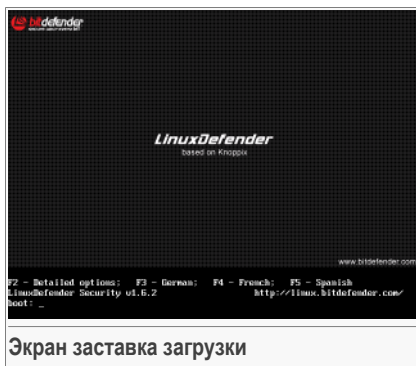 bitdefender
LinuxDefender
based on Knoppix
www.bitdefender.com
F2 - Detailed options; F3 - German; F4 - French; F5 - Spanish
LinuxDefender Security v1.6.2 http://linux.bitdefender.com/
boot: _
Экран заставка загрузки